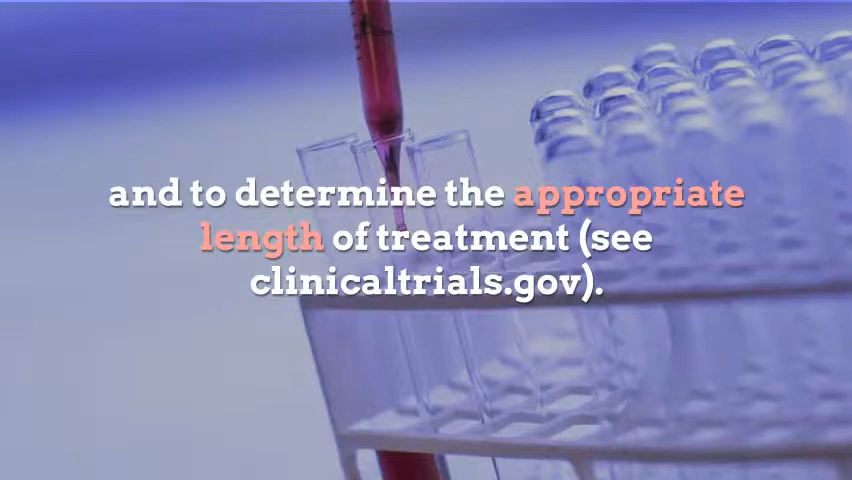 and to determine the appropriate
length of treatment (see
clinicaltrials.gov).